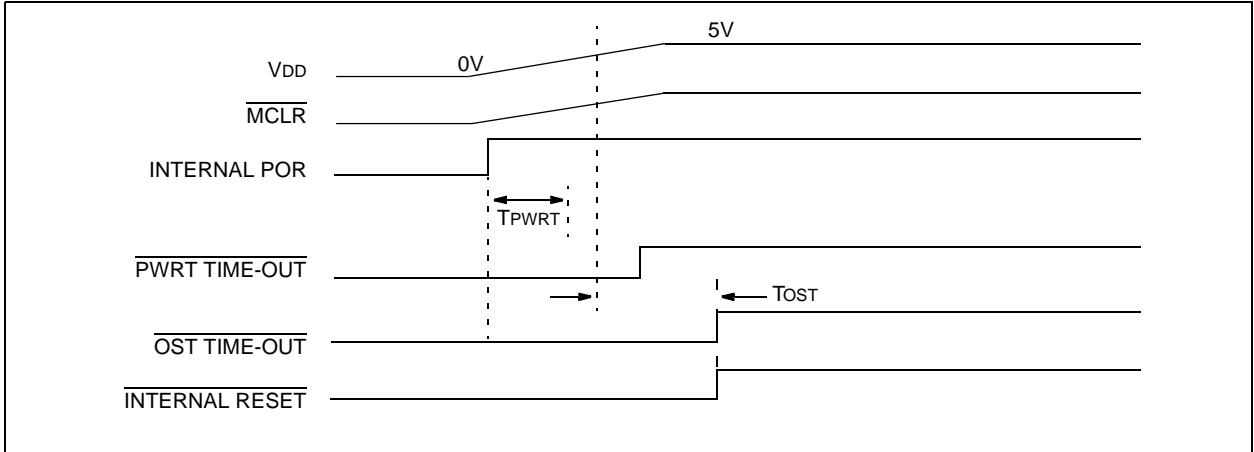 5V
0V
VDD
MCLR
INTERNAL POR
TPWRT
PWRT TIME-OUT
TOST
OST TIME-OUT
INTERNAL RESET